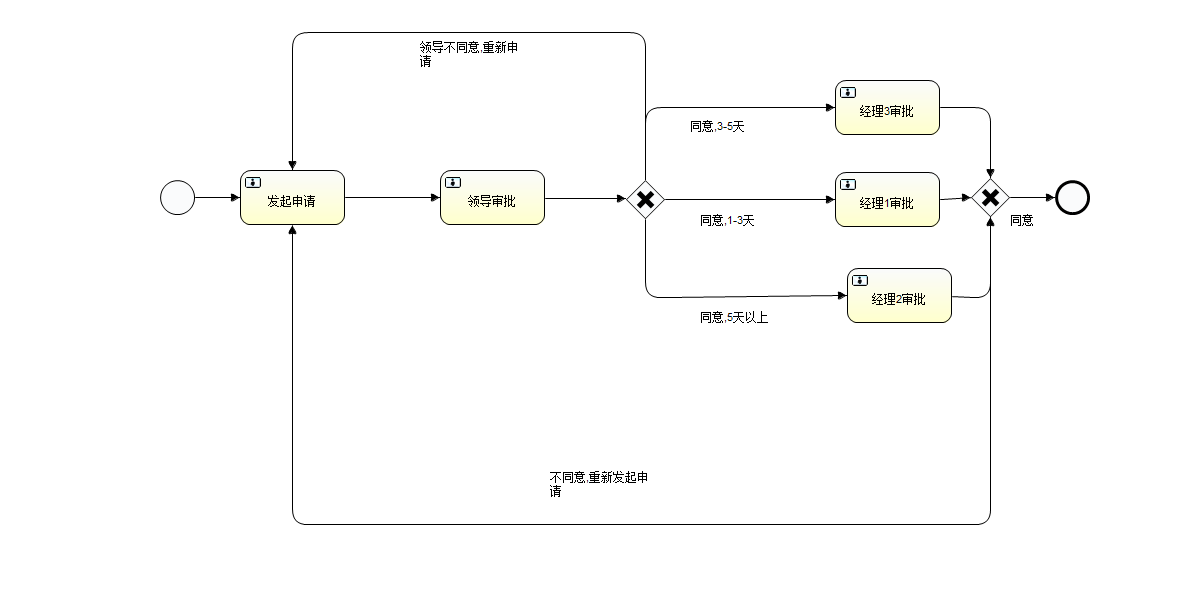 领导不同意,重新申
请
同意,3-5天
经理3审批
发起申请
领导审批
经理1审批
同意,1-3天
同意
经理2审批
同意,5天以上
不同意,重新发起申
请